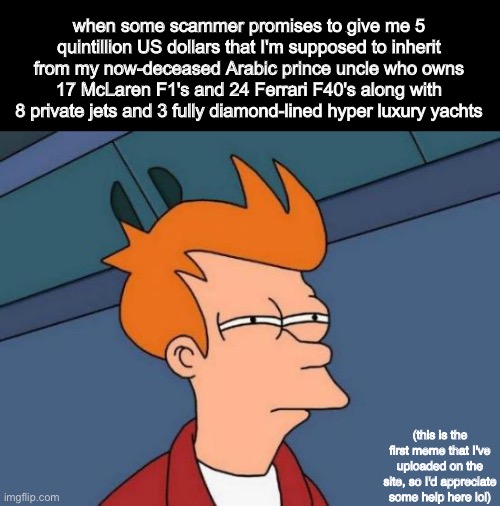 when some scammer promises to give me 5
quintillion US dollars that I'm supposed to inherit
from my now-deceased Arabic prince uncle who owns
17 McLaren F1's and 24 Ferrari F40's along with
8 private jets and 3 fully diamond-lined hyper luxury yachts
(this is the
first meme that I've
uploaded on the
site, so I'd appreciate
some help here lol)
imgflip.com